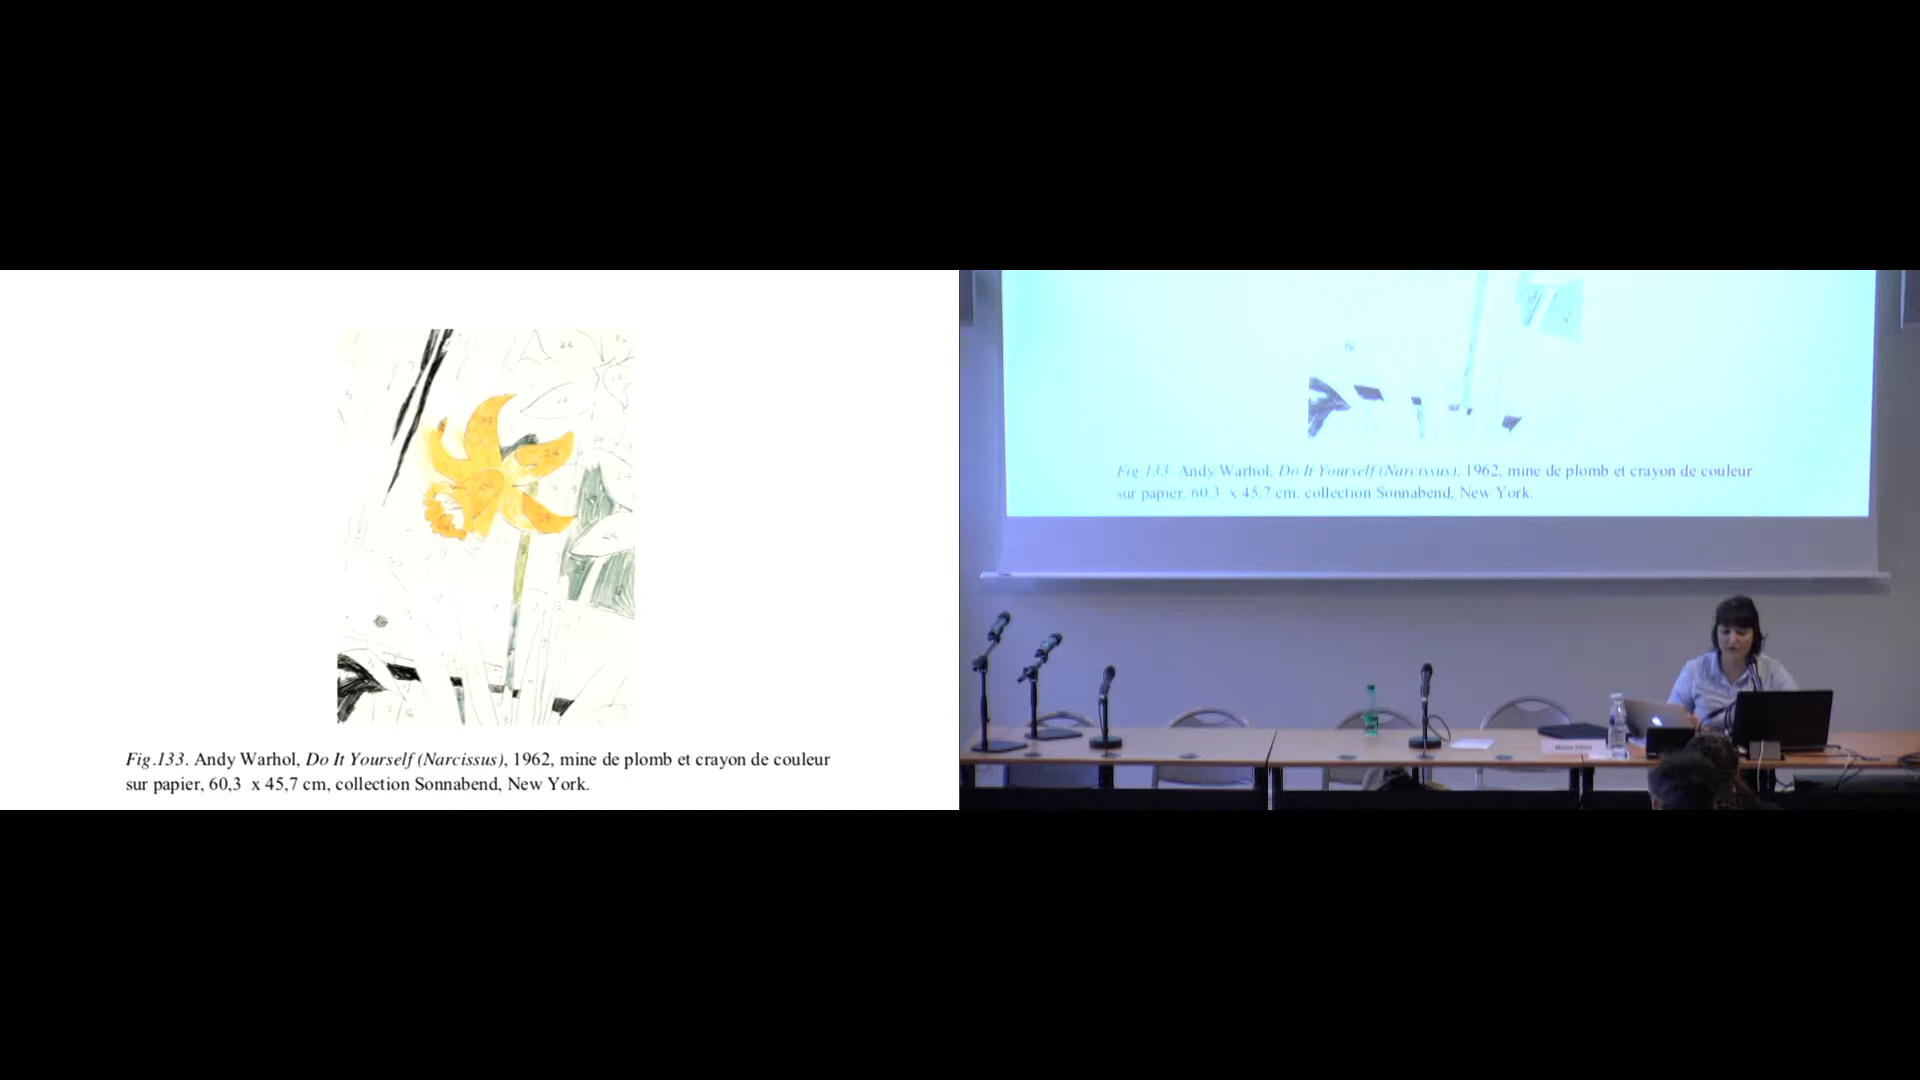 Fig.133. Andy Warhol, Do It Yourself (Narcissus), 1962, mine de plomb et crayon de couleur
sur papier, 60,3 x 45,7 cm, collection Sonnabend, New York.
Fig.133. Andy Warhol, Do It Yourself (Narcissus), 1962, mine de plomb et crayon de couleur
sur papier. 60,3 x 45,7 cm, collection Sonnabend, New York.